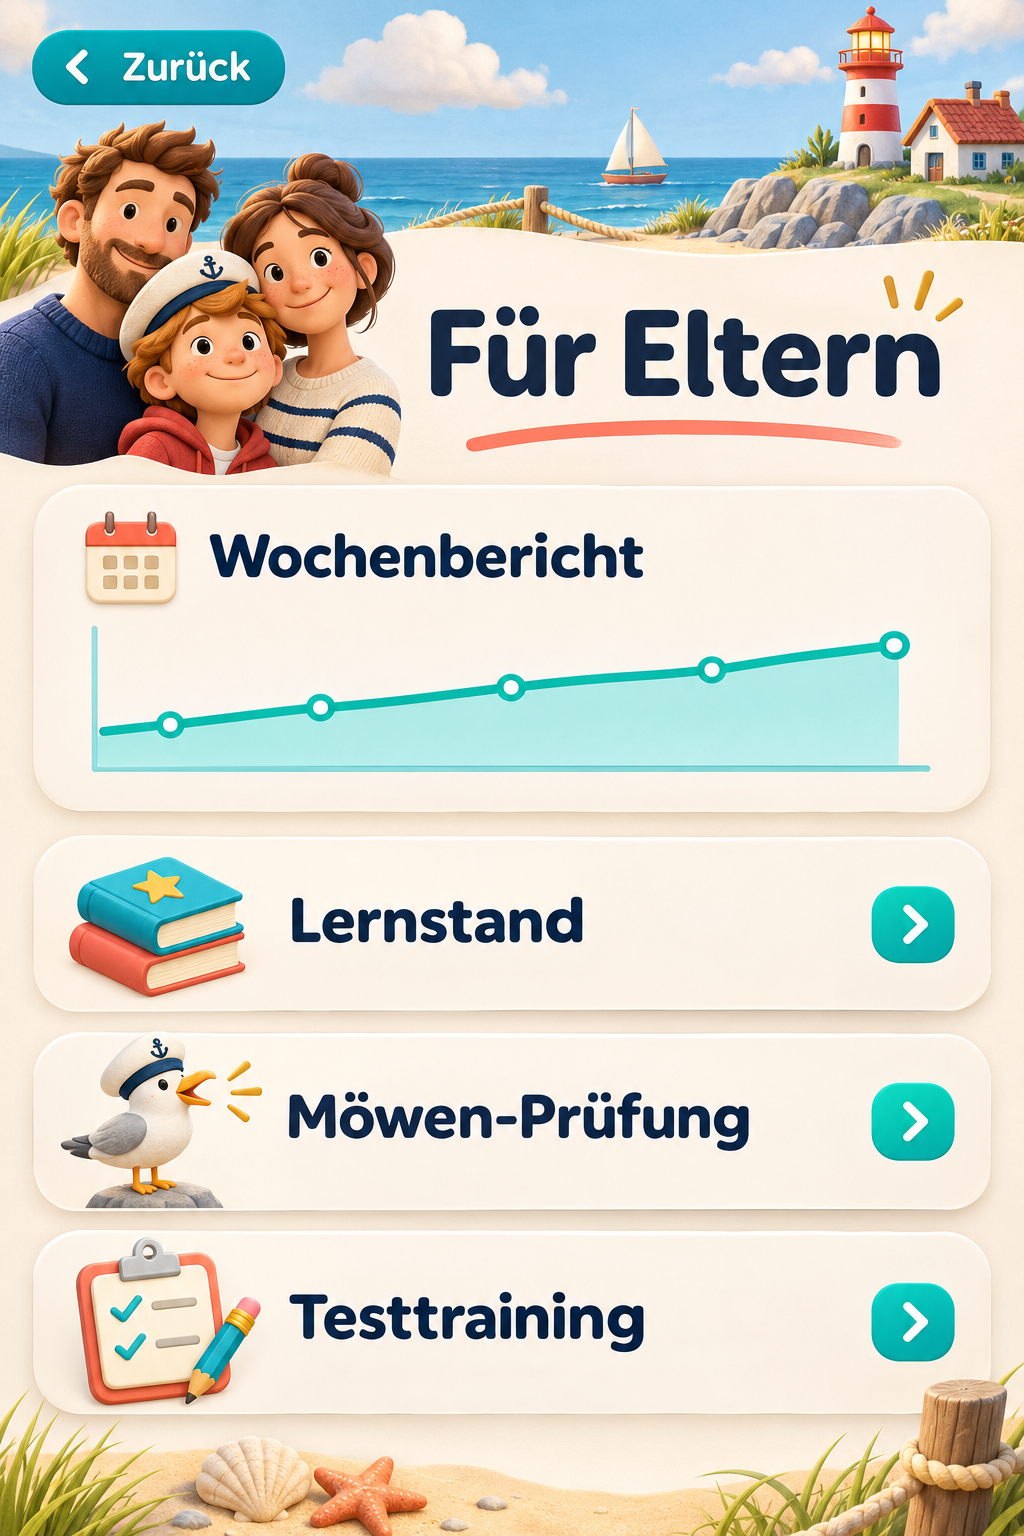 Zurück
Für Eltern
Wochenbericht
Lernstand
Möwen-Prüfung
Testtraining